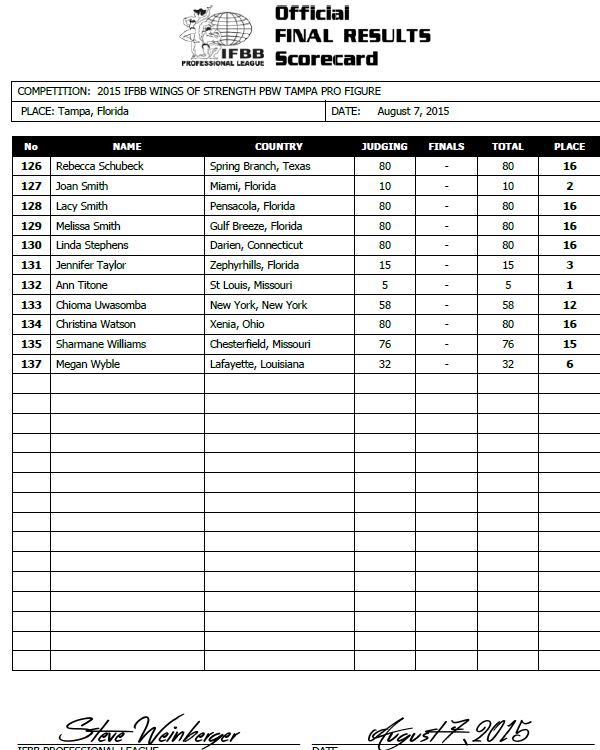 Official
FINAL RESULTS
Scorecard
IFBB
PROFESSIONAL LEAGUE
COMPETITION: 2015 IFBB WINGS OF STRENGTH PBW TAMPA PRO FIGURE
PLACE: Tampa, Florida DATE: August 7, 2015
No NAME COUNTRY JUDGING FINALS TOTAL PLACE
126 Rebecca Schubeck Spring Branch, Texas 80 - 80 16
127 Joan Smith Miami, Florida 10 - 10 2
128 Lacy Smith Pensacola, Florida 80 - 80 16
129 Melissa Smith Gulf Breeze, Florida 80 - 80 16
130 Linda Stephens Darien, Connecticut 80 - 80 16
131 Jennifer Taylor Zephyrhills, Florida 15 - 15 3
132 Ann Titone St Louis, Missouri 5 - 5 1
133 Chioma Uwasomba New York, New York 58 - 58 12
134 Christina Watson Xenia, Ohio 80 - 80 16
135 Sharmane Williams Chesterfield, Missouri 76 - 76 15
137 Megan Wyble Lafayette, Louisiana 32 - 32 6
Steve Weinberger August 7, 2015
IFBB PROFESSIONAL LEAGUE DATE